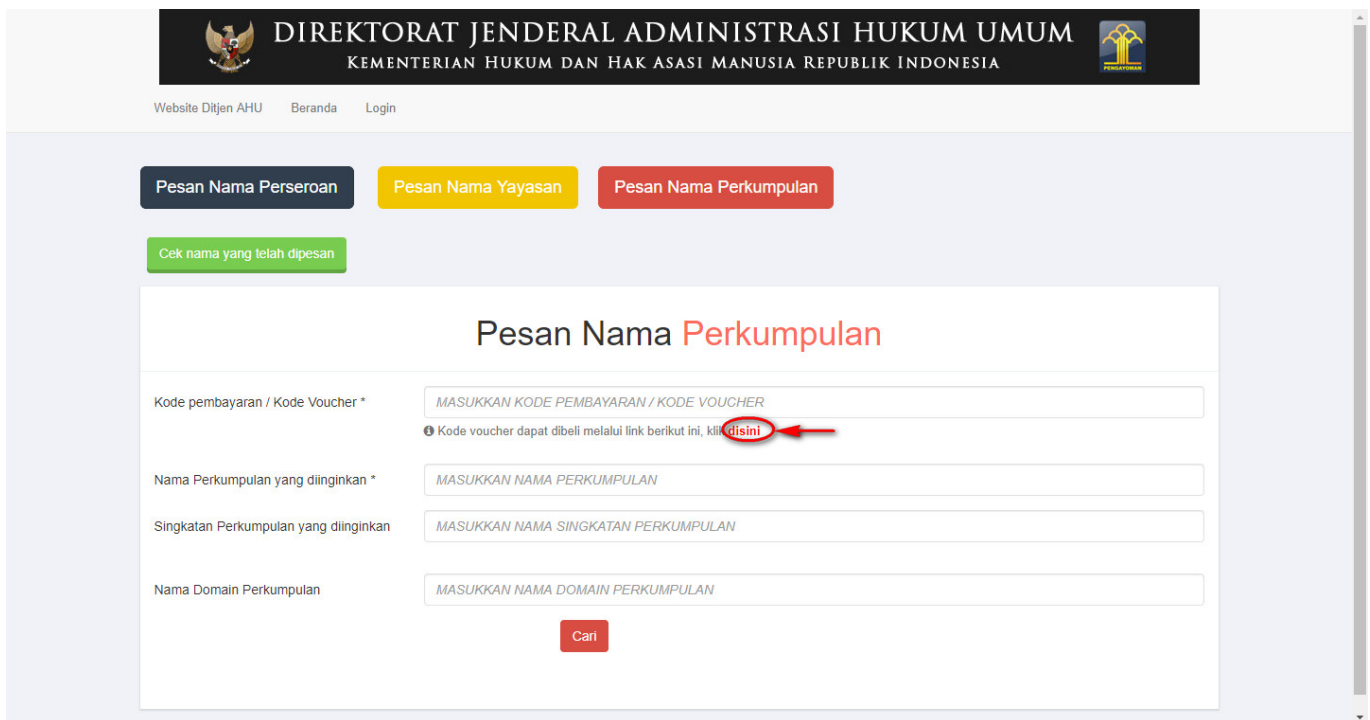 DIREKTORAT JENDERAL ADMINISTRASI HUKUM UMUM
KEMENTERIAN HUKUM DAN HAK ASASI MANUSIA REPUBLIK INDONESIA
PENGAYOMAN
Website Ditjen AHU Beranda Login
Pesan Nama Perseroan Pesan Nama Yayasan Pesan Nama Perkumpulan
Cek nama yang telah dipesan
Pesan Nama Perkumpulan
Kode pembayaran / Kode Voucher * MASUKKAN KODE PEMBAYARAN / KODE VOUCHER
Kode voucher dapat dibeli melalui link berikut ini, klik disini
Nama Perkumpulan yang diinginkan * MASUKKAN NAMA PERKUMPULAN
Singkatan Perkumpulan yang diinginkan MASUKKAN NAMA SINGKATAN PERKUMPULAN
Nama Domain Perkumpulan MASUKKAN NAMA DOMAIN PERKUMPULAN
Cari